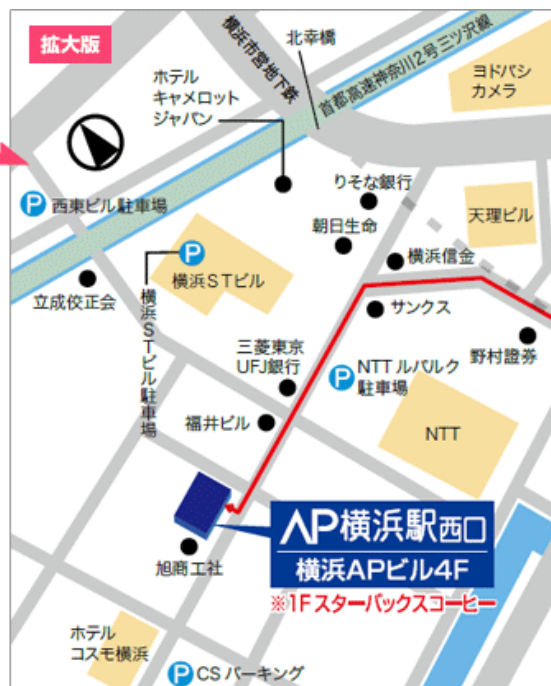 拡大版
横浜市営地下鉄
北幸橋
首都高速神奈川2号三ツ沢線
ヨドバシ
カメラ
ホテル
キャメロット
ジャパン
P 西東ビル駐車場
りそな銀行
天理ビル
朝日生命
P
横浜STビル
横浜信金
立成佼正会
横浜STビル駐車場
サンクス
三菱東京
UFJ銀行
野村證券
P NTTルパルク
駐車場
福井ビル
NTT
AP横浜駅西口
横浜APビル4F
※1Fスターバックスコーヒー
旭商工社
ホテル
コスモ横浜
P CSパーキング